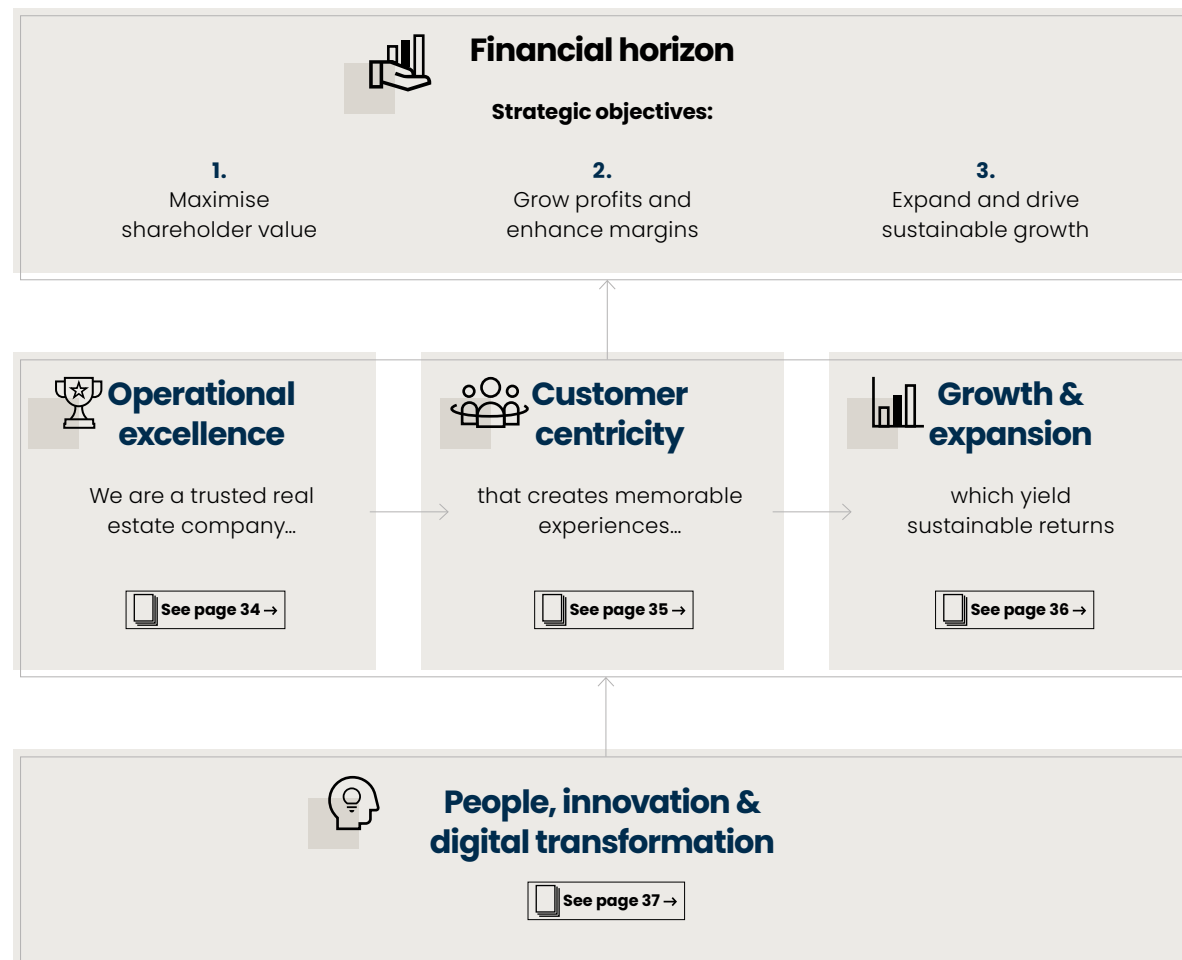 Financial horizon
Strategic objectives:
1.
Maximise
shareholder value
2.
Grow profits and
enhance margins
3.
Expand and drive
sustainable growth
Operational
excellence
We are a trusted real
estate company...
See page 34 →
Customer
centricity
that creates memorable
experiences...
See page 35 →
Growth &
expansion
which yield
sustainable returns
See page 36 →
People, innovation &
digital transformation
See page 37 →